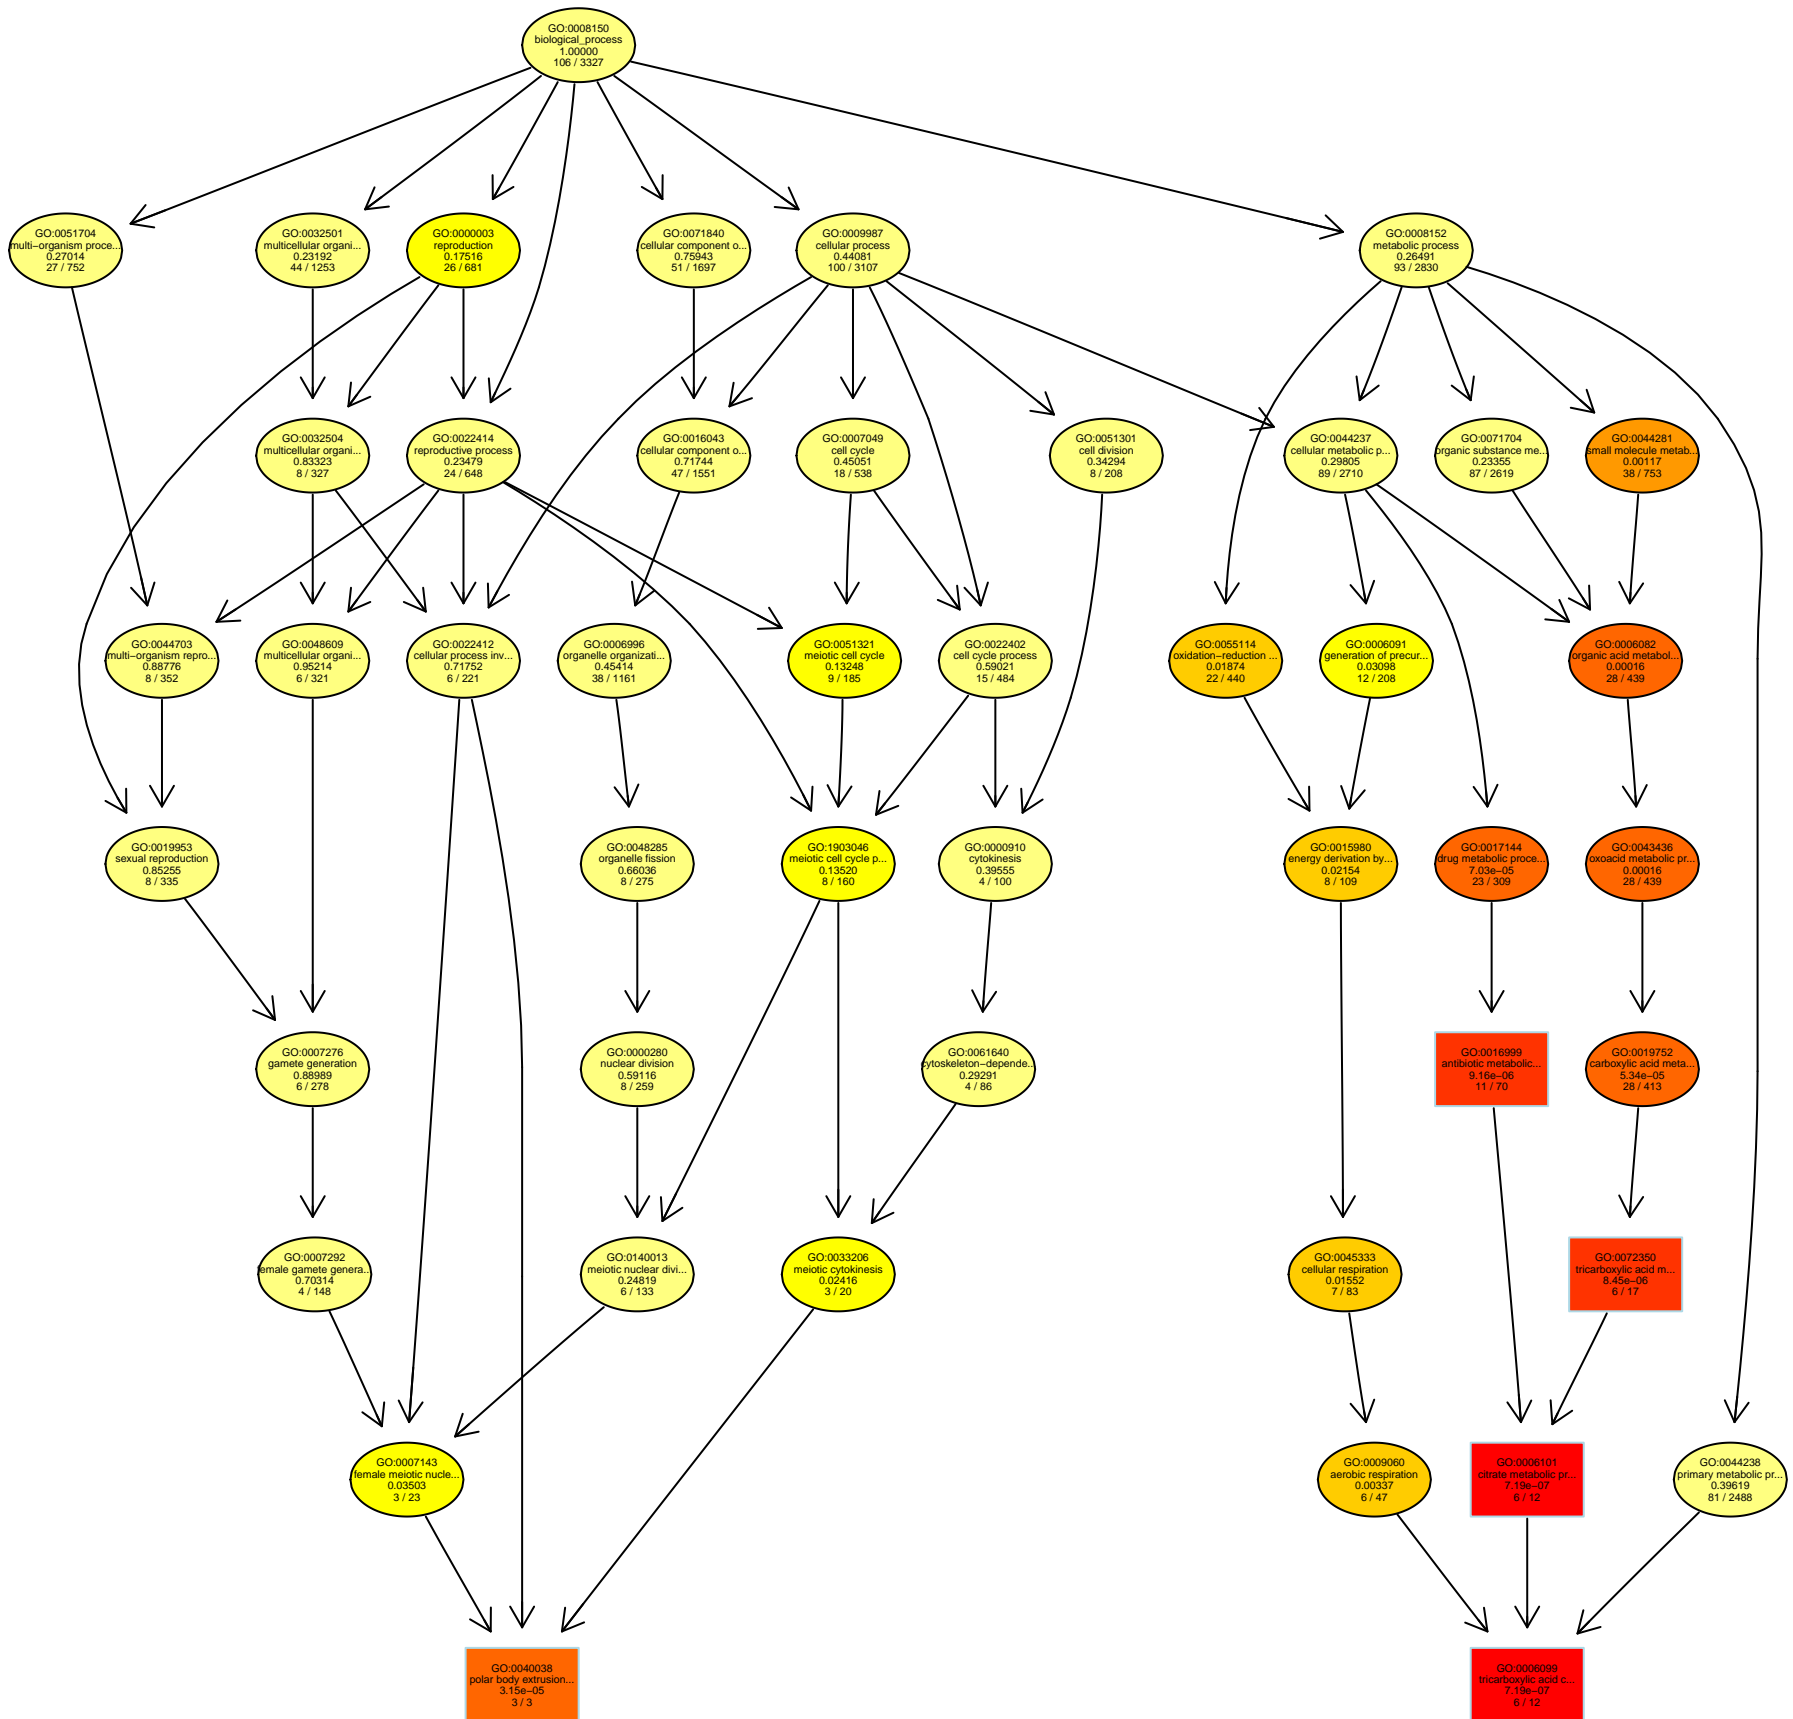 GO:0008150
biological_process
1.00000
106 / 3327
GO:0051704
multi−organism proce...
0.27014
27 / 752
GO:0032501
multicellular organi...
0.23192
44 / 1253
GO:0000003
reproduction
0.17516
26 / 681
GO:0071840
cellular component o...
0.75943
51 / 1697
GO:0009987
cellular process
0.44081
100 / 3107
GO:0008152
metabolic process
0.26491
93 / 2830
GO:0032504
multicellular organi...
0.83323
8 / 327
GO:0022414
reproductive process
0.23479
24 / 648
GO:0016043
cellular component o...
0.71744
47 / 1551
GO:0007049
cell cycle
0.45051
18 / 538
GO:0051301
cell division
0.34294
8 / 208
GO:0044237
cellular metabolic p...
0.29805
89 / 2710
GO:0071704
organic substance me...
0.23355
87 / 2619
GO:0044281
small molecule metab...
0.00117
38 / 753
GO:0044703
multi−organism repro...
0.88776
8 / 352
GO:0048609
multicellular organi...
0.95214
6 / 321
GO:0022412
cellular process inv...
0.71752
6 / 221
GO:0006996
organelle organizati...
0.45414
38 / 1161
GO:0051321
meiotic cell cycle
0.13248
9 / 185
GO:0022402
cell cycle process
0.59021
15 / 484
GO:0055114
oxidation−reduction ...
0.01874
22 / 440
GO:0006091
generation of precur...
0.03098
12 / 208
GO:0006082
organic acid metabol...
0.00016
28 / 439
GO:0019953
sexual reproduction
0.85255
8 / 335
GO:0048285
organelle fission
0.66036
8 / 275
GO:1903046
meiotic cell cycle p...
0.13520
8 / 160
GO:0000910
cytokinesis
0.39555
4 / 100
GO:0015980
energy derivation by...
0.02154
8 / 109
GO:0017144
drug metabolic proce...
7.03e−05
23 / 309
GO:0043436
oxoacid metabolic pr...
0.00016
28 / 439
GO:0007276
gamete generation
0.88989
6 / 278
GO:0000280
nuclear division
0.59116
8 / 259
GO:0061640
cytoskeleton−depende...
0.29291
4 / 86
GO:0016999
antibiotic metabolic...
9.16e−06
11 / 70
GO:0019752
carboxylic acid meta...
5.34e−05
28 / 413
GO:0007292
female gamete genera...
0.70314
4 / 148
GO:0140013
meiotic nuclear divi...
0.24819
6 / 133
GO:0033206
meiotic cytokinesis
0.02416
3 / 20
GO:0045333
cellular respiration
0.01552
7 / 83
GO:0072350
tricarboxylic acid m...
8.45e−06
6 / 17
GO:0007143
female meiotic nucle...
0.03503
3 / 23
GO:0009060
aerobic respiration
0.00337
6 / 47
GO:0006101
citrate metabolic pr...
7.19e−07
6 / 12
GO:0044238
primary metabolic pr...
0.39619
81 / 2488
GO:0040038
polar body extrusion...
3.15e−05
3 / 3
GO:0006099
tricarboxylic acid c...
7.19e−07
6 / 12